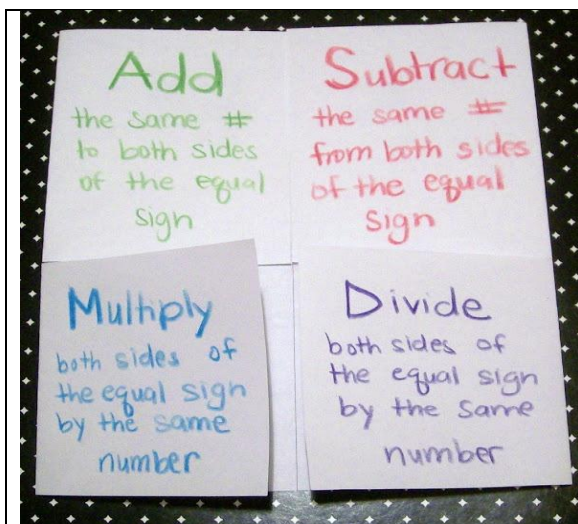 Add
the same #
to both sides
of the equal
sign
Subtract
the same #
from both sides
of the equal
sign
Multiply
both sides of
the equal sign
by the same
number
Divide
both sides of
the equal sign
by the same
number